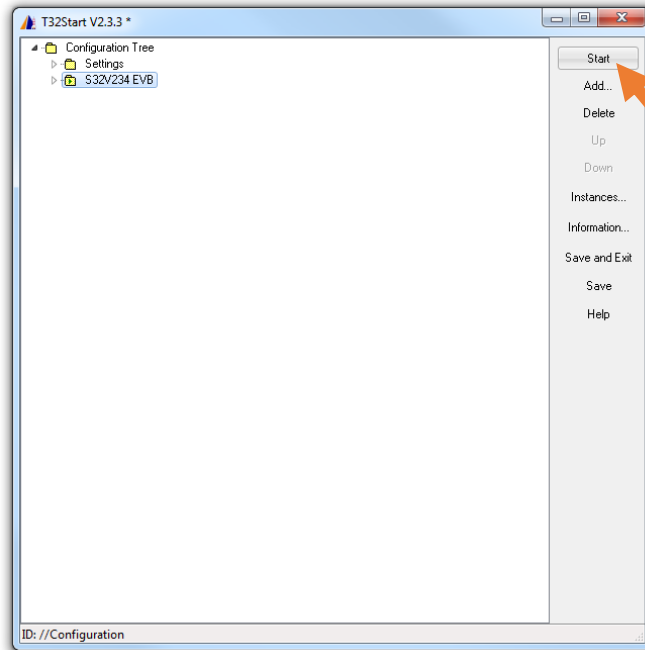 T32Start V2.3.3 *
Configuration Tree
Settings
S32V234 EVB
Start
Add...
Delete
Up
Down
Instances...
Information...
Save and Exit
Save
Help
ID: //Configuration